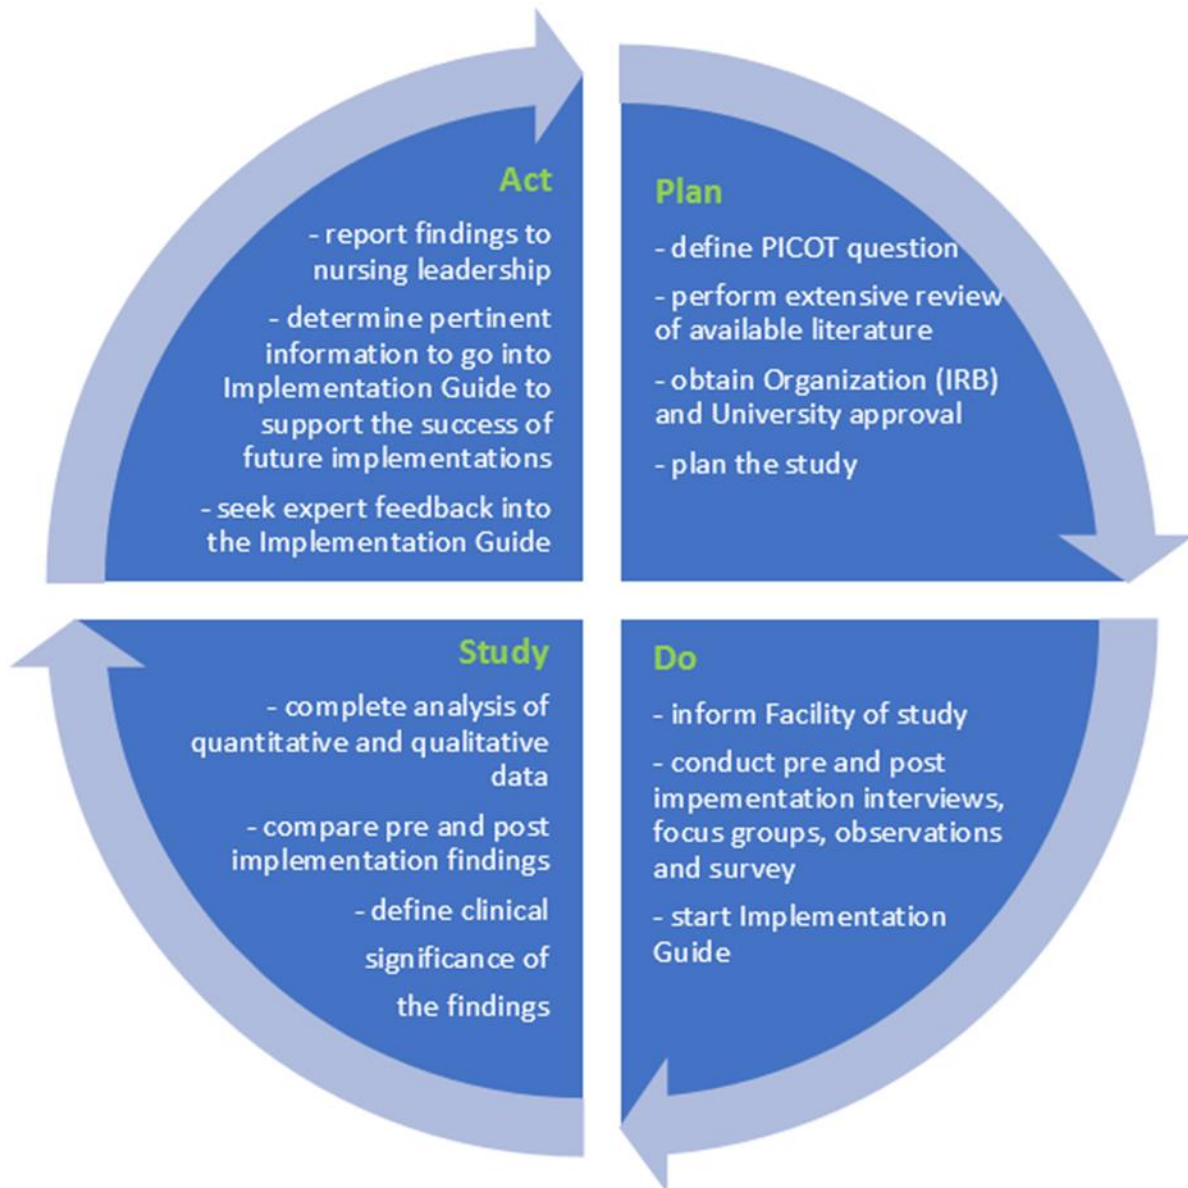 Act
- report findings to
nursing leadership
- determine pertinent
information to go into
Implementation Guide to
support the success of
future implementations
- seek expert feedback into
the Implementation Guide
Plan
- define PICOT question
- perform extensive review
of available literature
- obtain Organization (IRB)
and University approval
- plan the study
Study
- complete analysis of
quantitative and qualitative
data
- compare pre and post
implementation findings
- define clinical
significance of
the findings
Do
- inform Facility of study
- conduct pre and post
impementation interviews,
focus groups, observations
and survey
- start Implementation
Guide